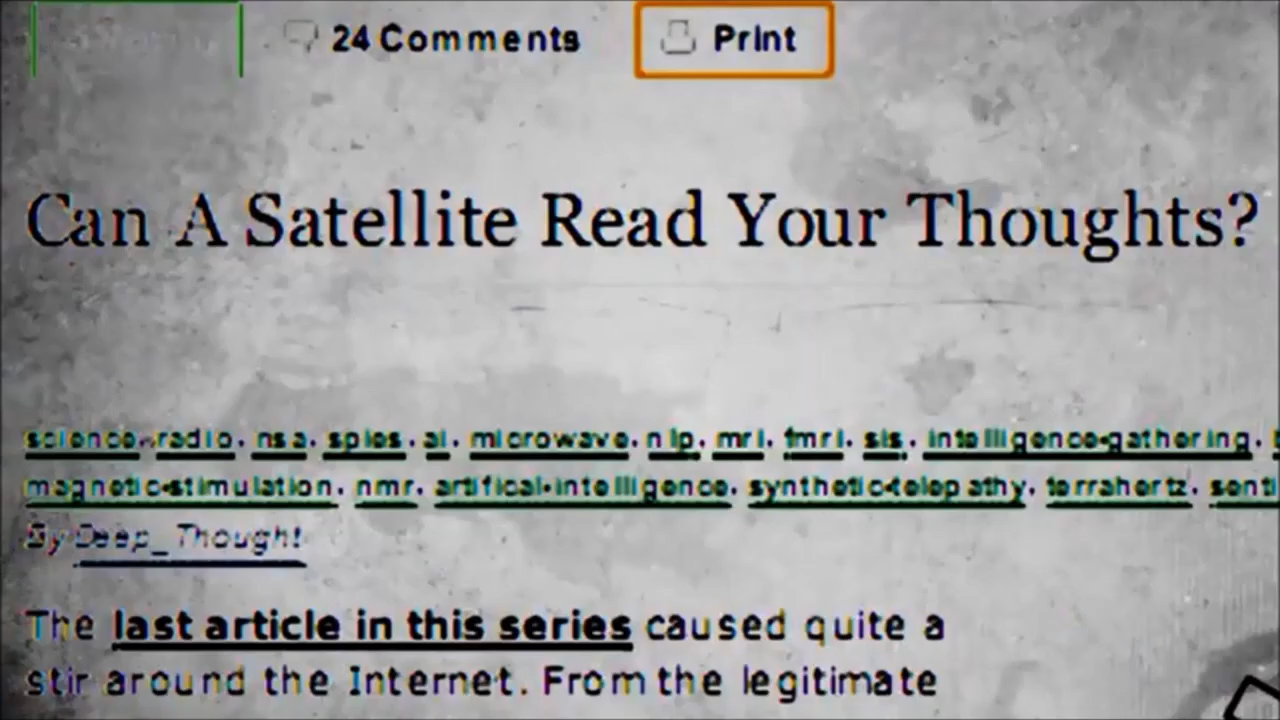 24 Comments Print
Can A Satellite Read Your Thoughts?
science, radio, nsa, spies, ai, microwave, nlp, mri, fmri, sis, intelligence-gathering,
magnetic-stimulation, nmr, artifical-intelligence, synthetic-telepathy, terrahertz, senti
By Deep_Thought
The last article in this series caused quite a
stir around the Internet. From the legitimate